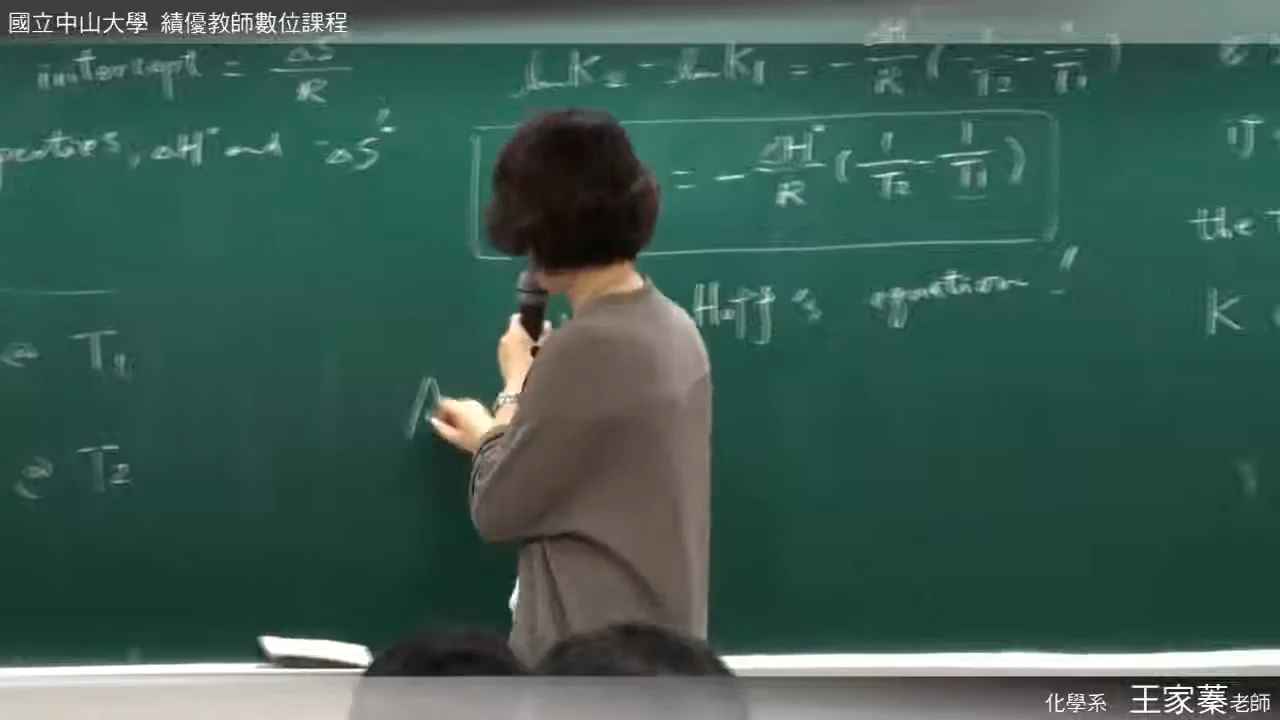 國立中山大學 績優教師數位課程
intercept = ΔS°/R
ΔH° and ΔS°
@ T₁
@ T₂
ln K₂ - ln K₁ = - ΔH°/R ( 1/T₂ - 1/T₁ )
= - ΔH°/R ( 1/T₂ - 1/T₁ )
Hoff's equation !
the
K
化學系 王家蓁老師